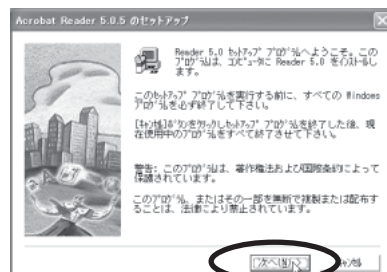 Acrobat Reader 5.0.5 のセットアップ
Reader 5.0 ｾｯﾄｱｯﾌﾟ ﾌﾟﾛｸﾞﾗﾑへようこそ。この
ﾌﾟﾛｸﾞﾗﾑは、ｺﾝﾋﾟｭｰﾀに Reader 5.0 をｲﾝｽﾄｰﾙし
ます。
このｾｯﾄｱｯﾌﾟ ﾌﾟﾛｸﾞﾗﾑを実行する前に、すべての Windows
ﾌﾟﾛｸﾞﾗﾑを必ず終了して下さい。
[ｷｬﾝｾﾙ]ﾎﾞﾀﾝをｸﾘｯｸしｾｯﾄｱｯﾌﾟ ﾌﾟﾛｸﾞﾗﾑを終了した後、現
在使用中のﾌﾟﾛｸﾞﾗﾑをすべて終了させて下さい。
警告: このﾌﾟﾛｸﾞﾗﾑは、著作権法および国際条約によって
保護されています。
このﾌﾟﾛｸﾞﾗﾑ、またはその一部を無断で複製または配布す
ることは、法律により禁止されています。
次へ(N)>
ｷｬﾝｾﾙ